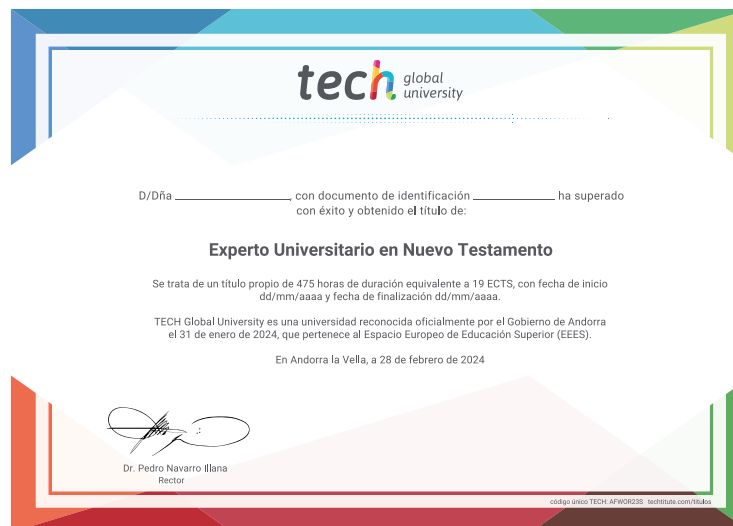 tech global university
D/Dña ____________________, con documento de identificación ______________ ha superado
con éxito y obtenido el título de:
Experto Universitario en Nuevo Testamento
Se trata de un título propio de 475 horas de duración equivalente a 19 ECTS, con fecha de inicio
dd/mm/aaaa y fecha de finalización dd/mm/aaaa.
TECH Global University es una universidad reconocida oficialmente por el Gobierno de Andorra
el 31 de enero de 2024, que pertenece al Espacio Europeo de Educación Superior (EEES).
En Andorra la Vella, a 28 de febrero de 2024
Dr. Pedro Navarro Illana
Rector
código único TECH: AFWOR23S techtitute.com/titulos